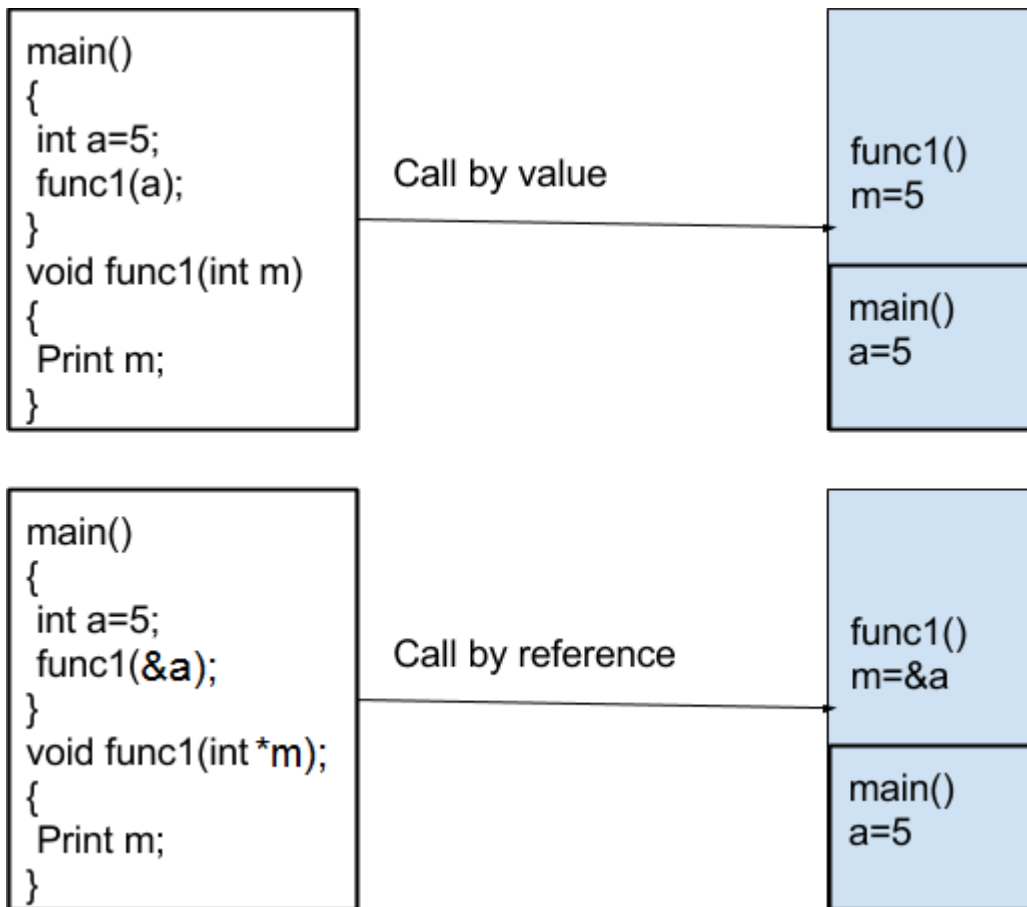 main()
{
int a=5;
func1(a);
}
void func1(int m)
{
Print m;
}
Call by value
func1()
m=5
main()
a=5
main()
{
int a=5;
func1(&a);
}
void func1(int *m);
{
Print m;
}
Call by reference
func1()
m=&a
main()
a=5